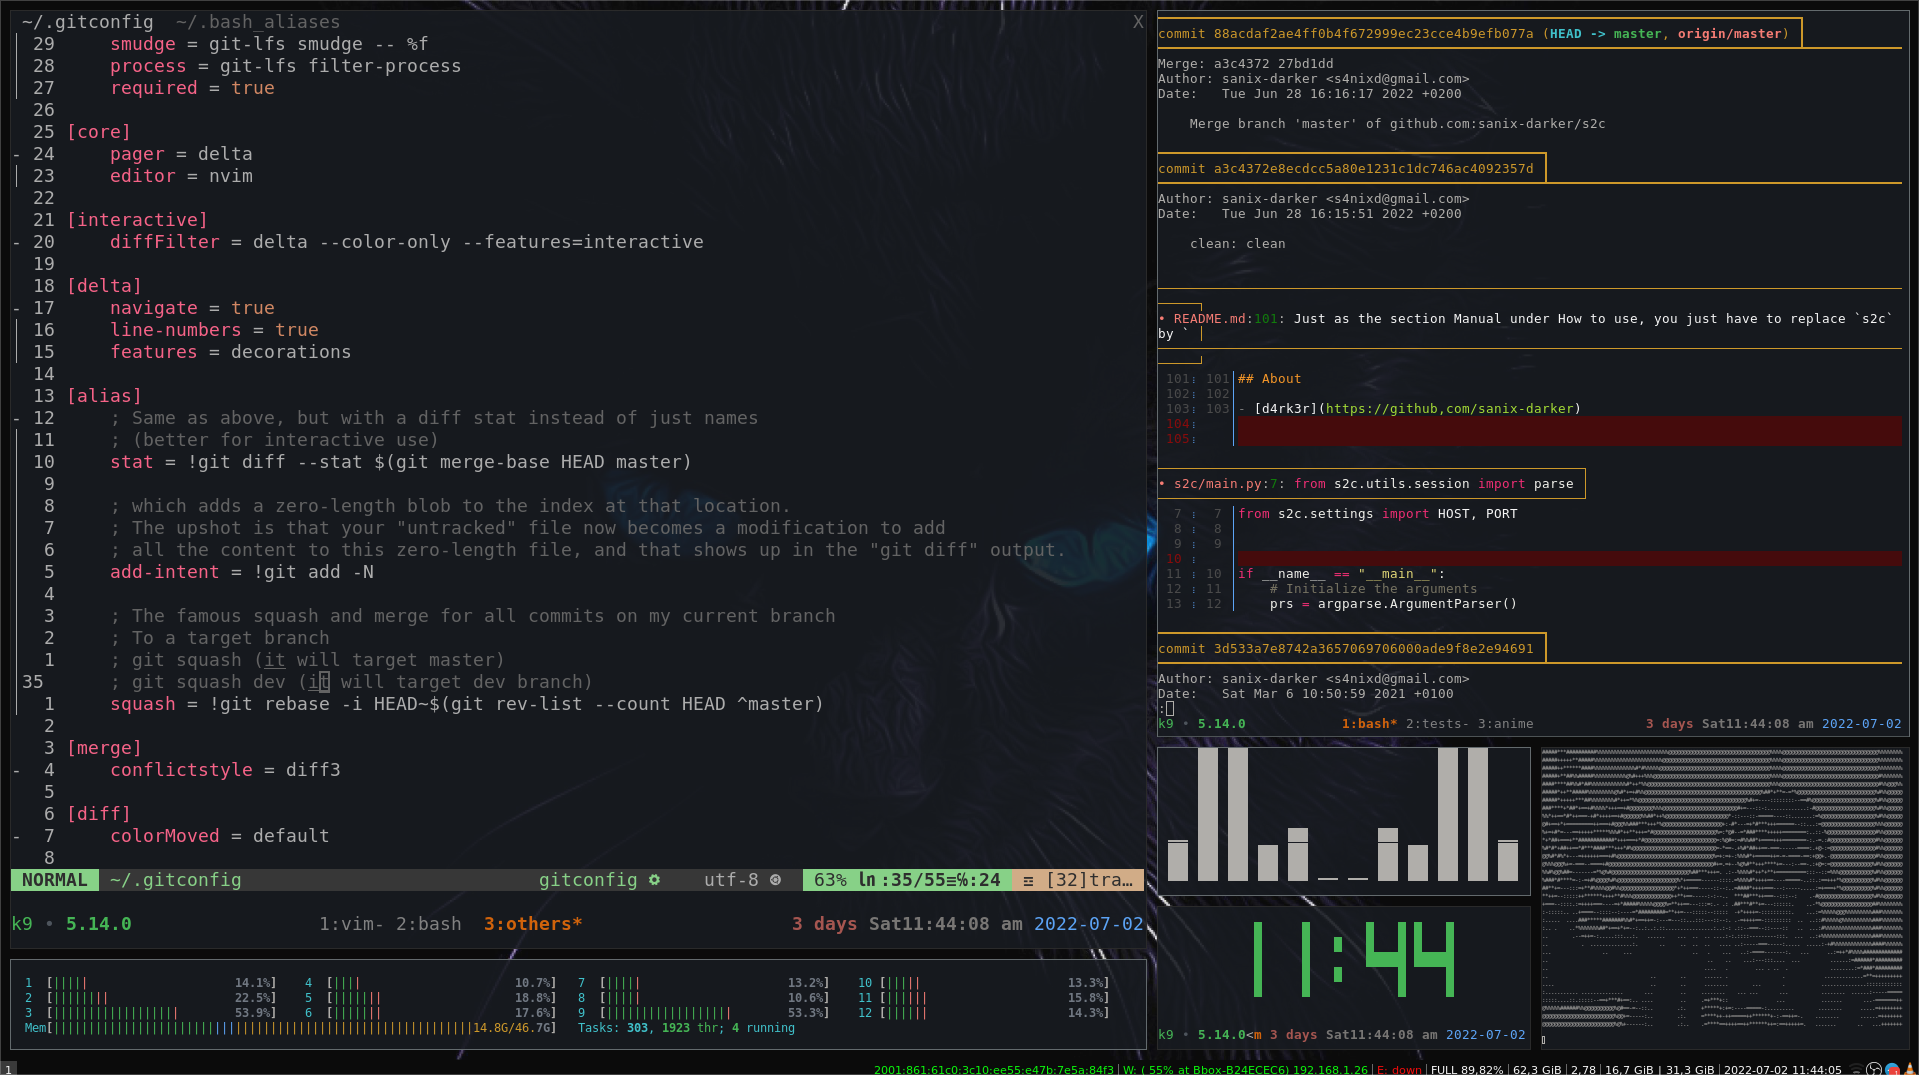 ~/.gitconfig  ~/.bash_aliases X
29 smudge = git-lfs smudge -- %f
28 process = git-lfs filter-process
27 required = true
26
25 [core]
- 24 pager = delta
23 editor = nvim
22
21 [interactive]
- 20 diffFilter = delta --color-only --features=interactive
19
18 [delta]
- 17 navigate = true
16 line-numbers = true
15 features = decorations
14
13 [alias]
- 12 ; Same as above, but with a diff stat instead of just names
11 ; (better for interactive use)
10 stat = !git diff --stat $(git merge-base HEAD master)
9
8 ; which adds a zero-length blob to the index at that location.
7 ; The upshot is that your "untracked" file now becomes a modification to add
6 ; all the content to this zero-length file, and that shows up in the "git diff" output.
5 add-intent = !git add -N
4
3 ; The famous squash and merge for all commits on my current branch
2 ; To a target branch
1 ; git squash (it will target master)
35 ; git squash dev (it will target dev branch)
1 squash = !git rebase -i HEAD~$(git rev-list --count HEAD ^master)
2
3 [merge]
- 4 conflictstyle = diff3
5
6 [diff]
- 7 colorMoved = default
8
NORMAL ~/.gitconfig gitconfig utf-8 63% ln :35/55≡%:24 ☲ [32]tra…
k9 • 5.14.0 1:vim- 2:bash 3:others* 3 days Sat11:44:08 am 2022-07-02
1 [||||| 14.1%] 4 [|||| 10.7%] 7 [||||| 13.2%] 10 [||||| 13.3%]
2 [|||||||| 22.5%] 5 [||||||| 18.8%] 8 [||||| 10.6%] 11 [|||||| 15.8%]
3 [||||||||||||||||||| 53.9%] 6 [||||||| 17.6%] 9 [||||||||||||||||||| 53.3%] 12 [|||||| 14.3%]
Mem[14.8G/46.7G] Tasks: 303, 1923 thr; 4 running
commit 88acdaf2ae4ff0b4f672999ec23cce4b9efb077a (HEAD -> master, origin/master)
Merge: a3c4372 27bd1dd
Author: sanix-darker <s4nixd@gmail.com>
Date:   Tue Jun 28 16:16:17 2022 +0200
Merge branch 'master' of github.com:sanix-darker/s2c
commit a3c4372e8ecdcc5a80e1231c1dc746ac4092357d
Author: sanix-darker <s4nixd@gmail.com>
Date:   Tue Jun 28 16:15:51 2022 +0200
clean: clean
• README.md:101: Just as the section Manual under How to use, you just have to replace `s2c`
by `
101⋮ 101 ## About
102⋮ 102
103⋮ 103 - [d4rk3r](https://github,com/sanix-darker)
104⋮
105⋮
• s2c/main.py:7: from s2c.utils.session import parse
7 ⋮ 7 from s2c.settings import HOST, PORT
8 ⋮ 8
9 ⋮ 9
10 ⋮
11 ⋮ 10 if __name__ == "__main__":
12 ⋮ 11 # Initialize the arguments
13 ⋮ 12 prs = argparse.ArgumentParser()
commit 3d533a7e8742a3657069706000ade9f8e2e94691
Author: sanix-darker <s4nixd@gmail.com>
Date:   Sat Mar 6 10:50:59 2021 +0100
:
k9 • 5.14.0 1:bash* 2:tests- 3:anime 3 days Sat11:44:08 am 2022-07-02
11:44
k9 • 5.14.0<m 3 days Sat11:44:08 am 2022-07-02
1 2001:861:61c0:3c10:ee55:e47b:7e5a:84f3 | W: ( 55% at Bbox-B24ECEC6) 192.168.1.26 | E: down | FULL 89,82% | 62,3 GiB | 2,78 | 16,7 GiB | 31,3 GiB | 2022-07-02 11:44:05